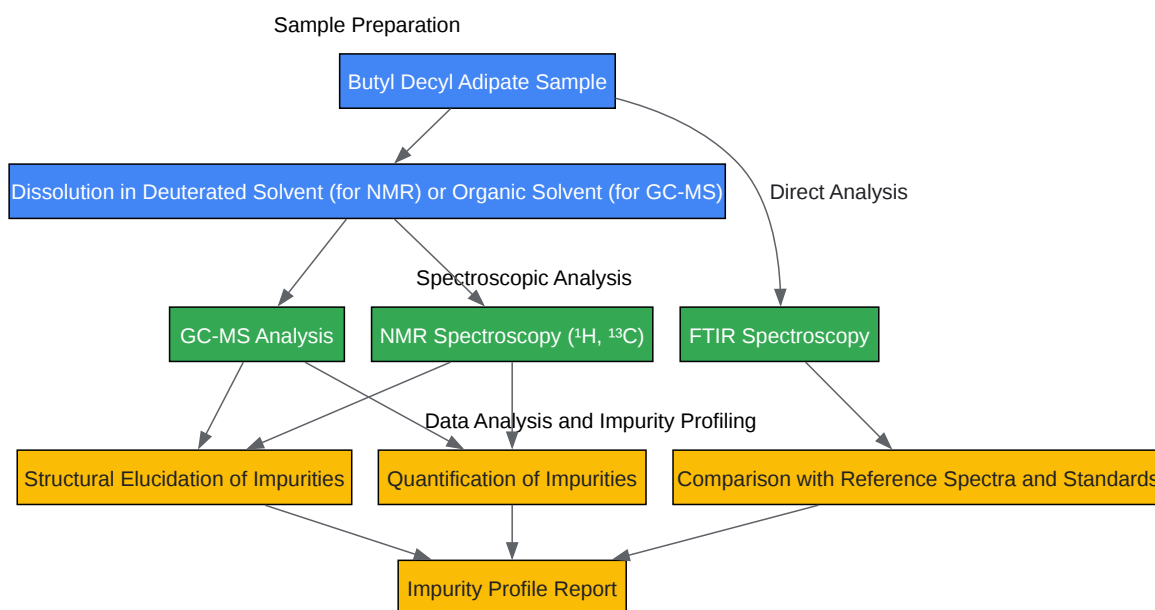 Sample Preparation
Butyl Decyl Adipate Sample
Dissolution in Deuterated Solvent (for NMR) or Organic Solvent (for GC-MS)
Direct Analysis
Spectroscopic Analysis
GC-MS Analysis
NMR Spectroscopy (¹H, ¹³C)
FTIR Spectroscopy
Data Analysis and Impurity Profiling
Structural Elucidation of Impurities
Quantification of Impurities
Comparison with Reference Spectra and Standards
Impurity Profile Report